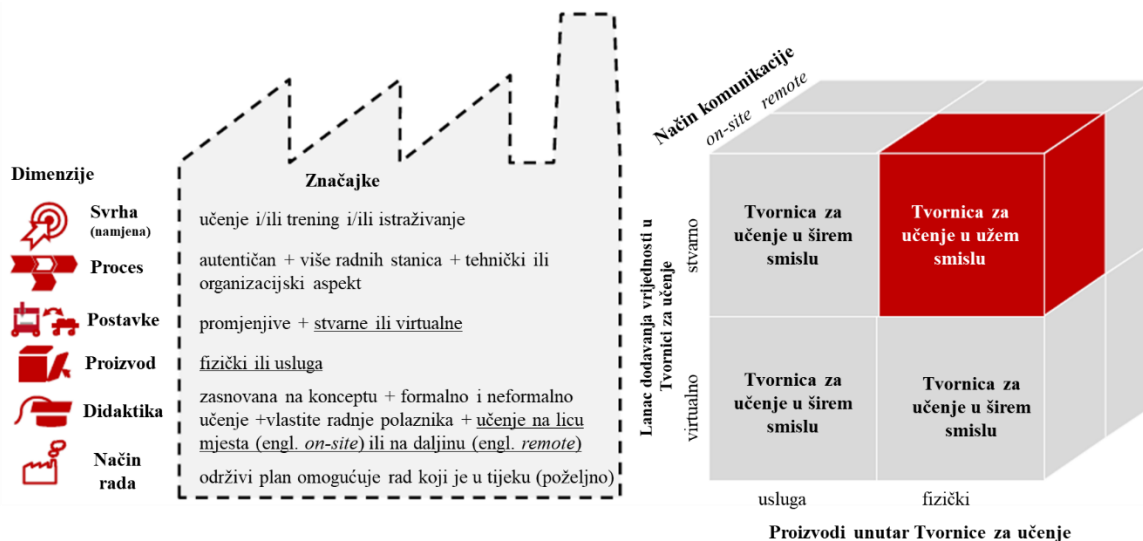 Dimenzije
Značajke
Svrha
(namjena)
učenje i/ili trening i/ili istraživanje
Proces
autentičan + više radnih stanica + tehnički ili
organizacijski aspekt
Postavke
promjenjive + stvarne ili virtualne
Proizvod
fizički ili usluga
Didaktika
zasnovana na konceptu + formalno i neformalno
učenje +vlastite radnje polaznika + učenje na licu
mjesta (engl. on-site) ili na daljinu (engl. remote)
Način
rada
održivi plan omogućuje rad koji je u tijeku (poželjno)
Način komunikacije
on-site remote
Lanac dodavanja vrijednosti u
Tvornici za učenje
stvarno
virtualno
Tvornica za
učenje u širem
smislu
Tvornica za
učenje u užem
smislu
Tvornica za
učenje u širem
smislu
Tvornica za
učenje u širem
smislu
usluga
fizički
Proizvodi unutar Tvornice za učenje